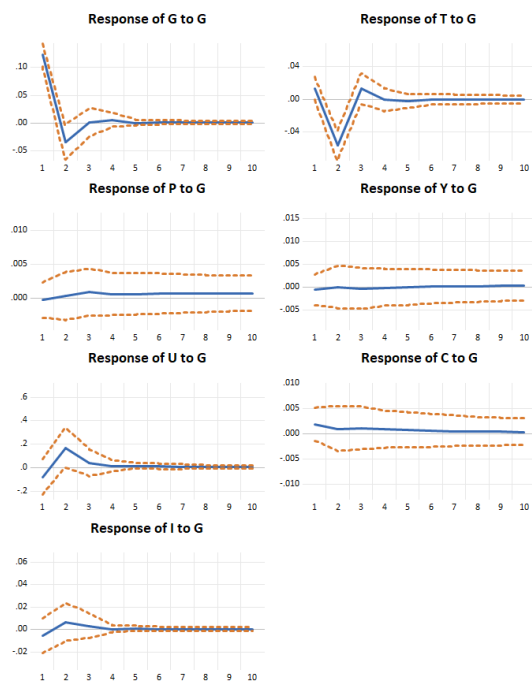 Response of G to G
.10
.05
.00
-.05
1 2 3 4 5 6 7 8 9 10
Response of T to G
.04
.00
-.04
1 2 3 4 5 6 7 8 9 10
Response of P to G
.010
.005
.000
1 2 3 4 5 6 7 8 9 10
Response of Y to G
.015
.010
.005
.000
-.005
1 2 3 4 5 6 7 8 9 10
Response of U to G
.6
.4
.2
.0
-.2
1 2 3 4 5 6 7 8 9 10
Response of C to G
.010
.005
.000
-.005
-.010
1 2 3 4 5 6 7 8 9 10
Response of I to G
.06
.04
.02
.00
-.02
1 2 3 4 5 6 7 8 9 10